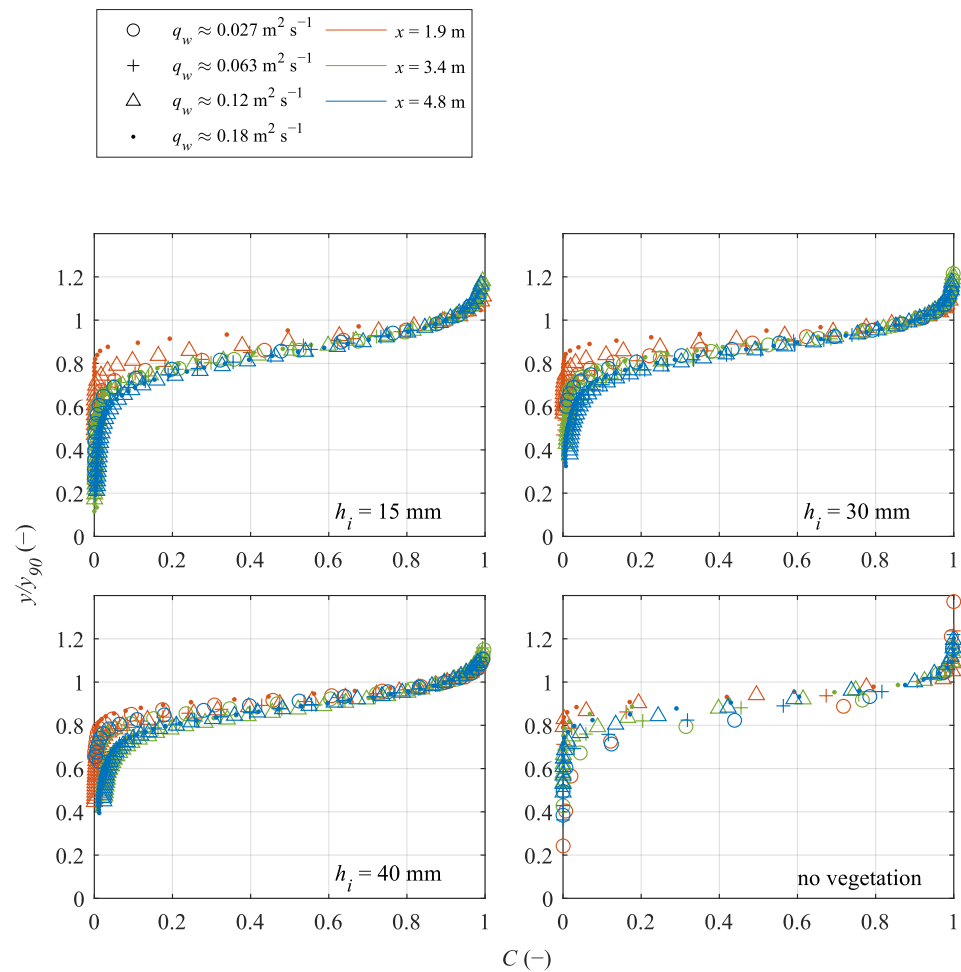 q_w ≈ 0.027 m² s⁻¹ x = 1.9 m
q_w ≈ 0.063 m² s⁻¹ x = 3.4 m
q_w ≈ 0.12 m² s⁻¹ x = 4.8 m
q_w ≈ 0.18 m² s⁻¹
1.2
1
0.8
0.6
0.4
0.2
0
0 0.2 0.4 0.6 0.8 1
h_i = 15 mm
1.2
1
0.8
0.6
0.4
0.2
0
0 0.2 0.4 0.6 0.8 1
h_i = 30 mm
y/y_90 (−)
1.2
1
0.8
0.6
0.4
0.2
0
0 0.2 0.4 0.6 0.8 1
h_i = 40 mm
1.2
1
0.8
0.6
0.4
0.2
0
0 0.2 0.4 0.6 0.8 1
no vegetation
C (−)